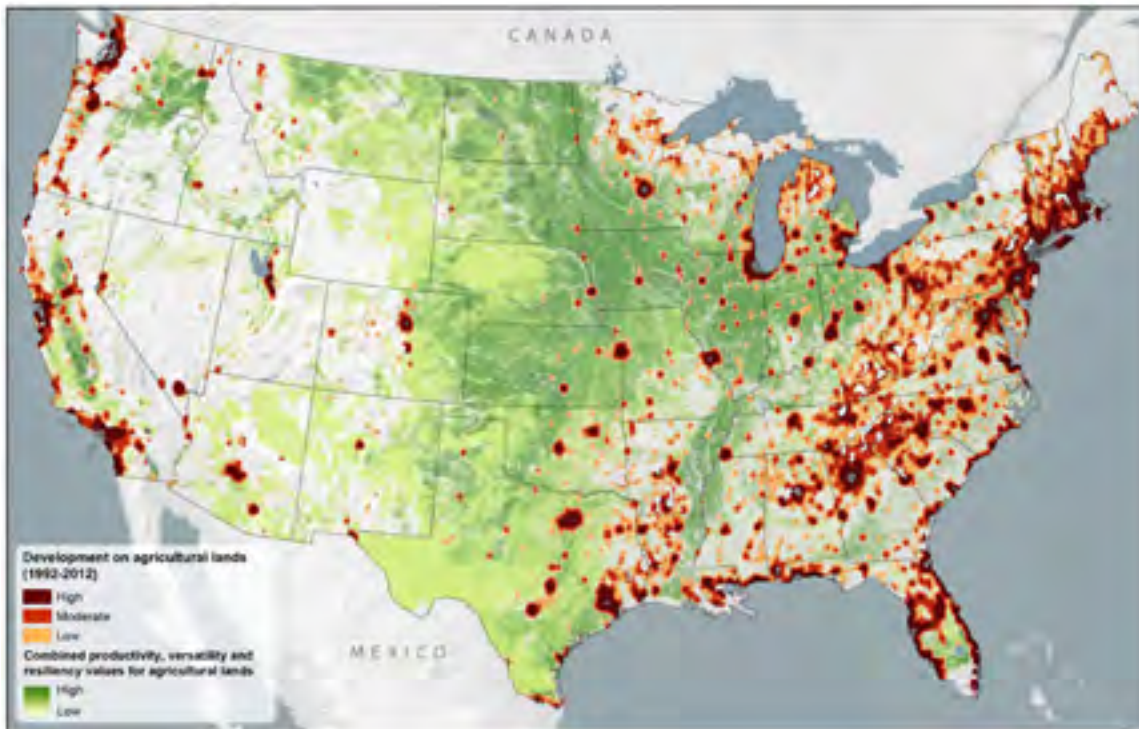 CANADA
MEXICO
Development on agricultural lands
(1992-2012)
High
Moderate
Low
Combined productivity, versatility and
resiliency values for agricultural lands
High
Low